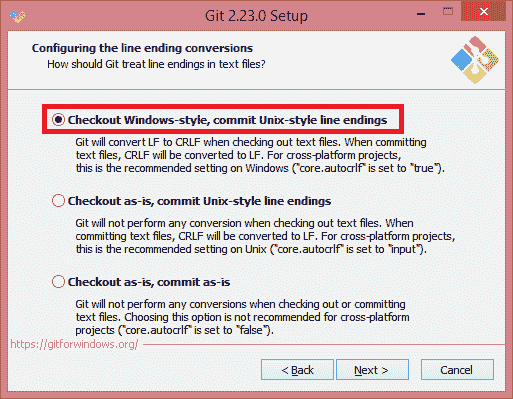 Git 2.23.0 Setup
Configuring the line ending conversions
How should Git treat line endings in text files?
Checkout Windows-style, commit Unix-style line endings
Git will convert LF to CRLF when checking out text files. When committing
text files, CRLF will be converted to LF. For cross-platform projects,
this is the recommended setting on Windows ("core.autocrlf" is set to "true").
Checkout as-is, commit Unix-style line endings
Git will not perform any conversion when checking out text files. When
committing text files, CRLF will be converted to LF. For cross-platform projects,
this is the recommended setting on Unix ("core.autocrlf" is set to "input").
Checkout as-is, commit as-is
Git will not perform any conversions when checking out or committing
text files. Choosing this option is not recommended for cross-platform
projects ("core.autocrlf" is set to "false").
https://gitforwindows.org/
< Back
Next >
Cancel